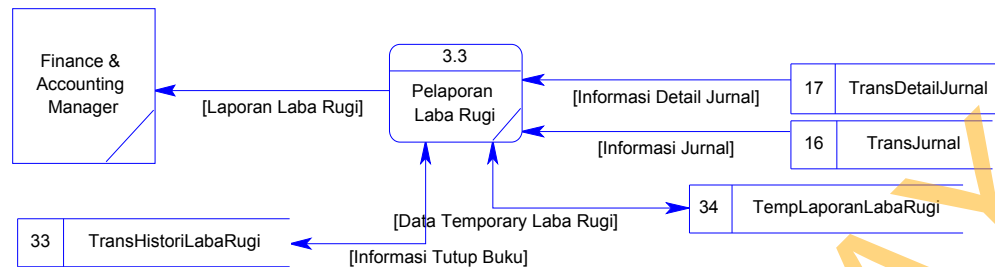 Finance &
Accounting
Manager
[Laporan Laba Rugi]
3.3
Pelaporan
Laba Rugi
[Informasi Detail Jurnal]
17 TransDetailJurnal
[Informasi Jurnal]
16 TransJurnal
[Data Temporary Laba Rugi]
34 TempLaporanLabaRugi
33 TransHistoriLabaRugi
[Informasi Tutup Buku]